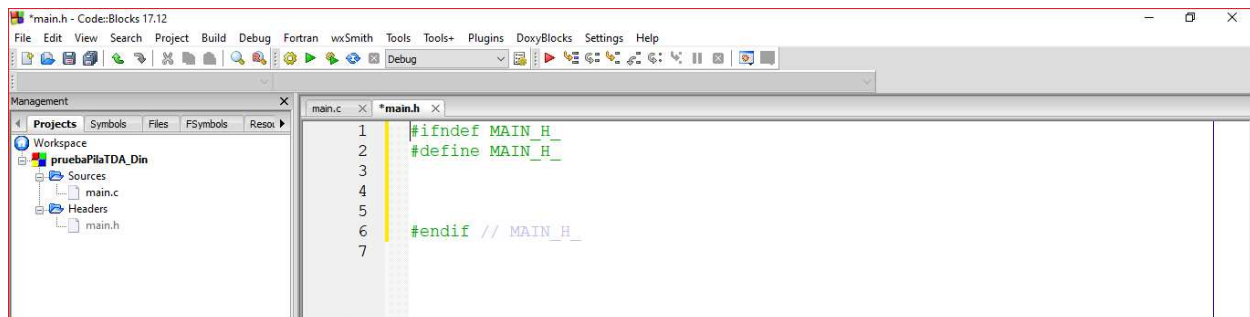 *main.h - Code::Blocks 17.12
File Edit View Search Project Build Debug Fortran wxSmith Tools Tools+ Plugins DoxyBlocks Settings Help
Debug
Management
Projects Symbols Files FSymbols
Workspace
pruebaPilaTDA_Din
Sources
main.c
Headers
main.h
main.c *main.h
1 #ifndef MAIN_H_
2 #define MAIN_H_
3
4
5
6 #endif // MAIN_H_
7